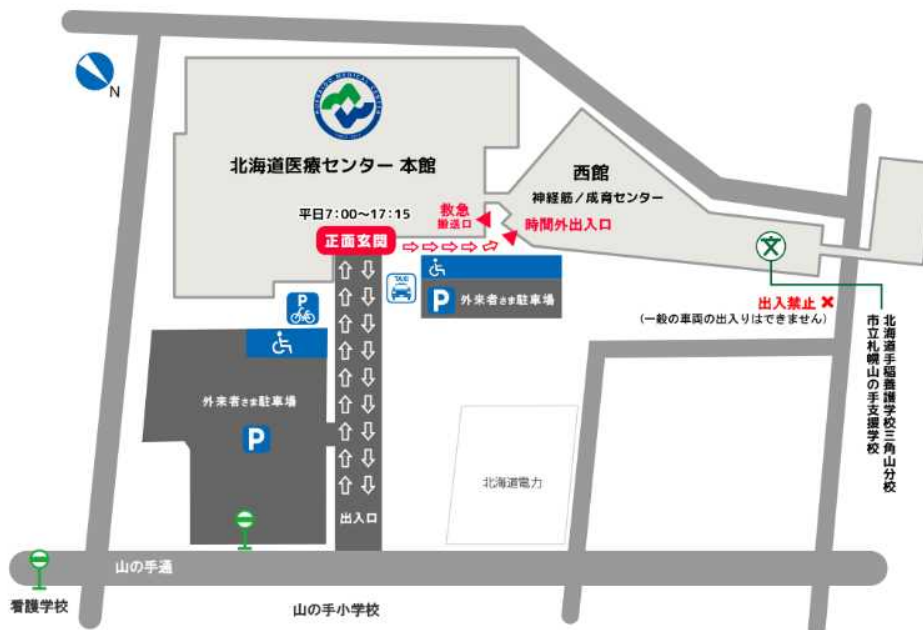 N
HOKKAIDO MEDICAL CENTER
北海道医療センター 本館
西館
神経筋／成育センター
平日7:00～17:15
救急
搬送口
時間外出入口
正面玄関
TAXI
P
外来者さま駐車場
P
文
出入禁止 ✖
(一般の車両の出入りはできません)
北海道手稲養護学校三角山分校
市立札幌山の手支援学校
外来者さま駐車場
P
北海道電力
出入口
山の手通
看護学校
山の手小学校